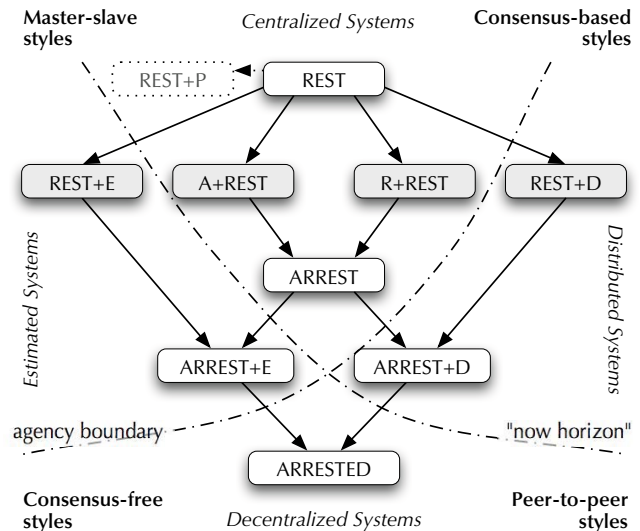 Master-slave
styles
Centralized Systems
Consensus-based
styles
REST+P
REST
REST+E
A+REST
R+REST
REST+D
Estimated Systems
Distributed Systems
ARREST
ARREST+E
ARREST+D
agency boundary
"now horizon"
ARRESTED
Consensus-free
styles
Decentralized Systems
Peer-to-peer
styles